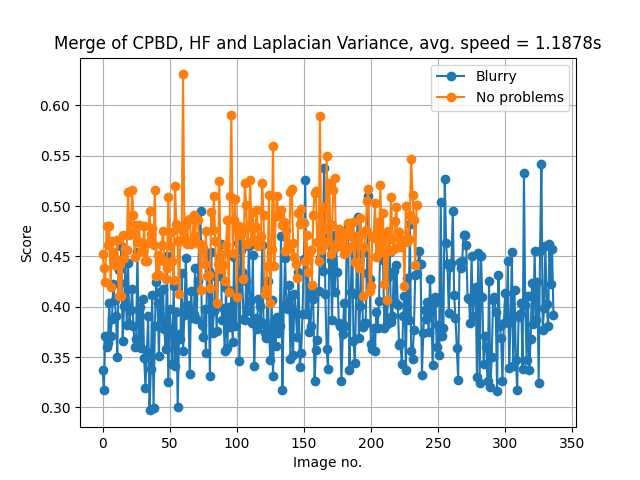 Merge of CPBD, HF and Laplacian Variance, avg. speed = 1.1878s
Blurry
No problems
0.60
0.55
0.50
0.45
0.40
0.35
0.30
Score
0 50 100 150 200 250 300 350
Image no.